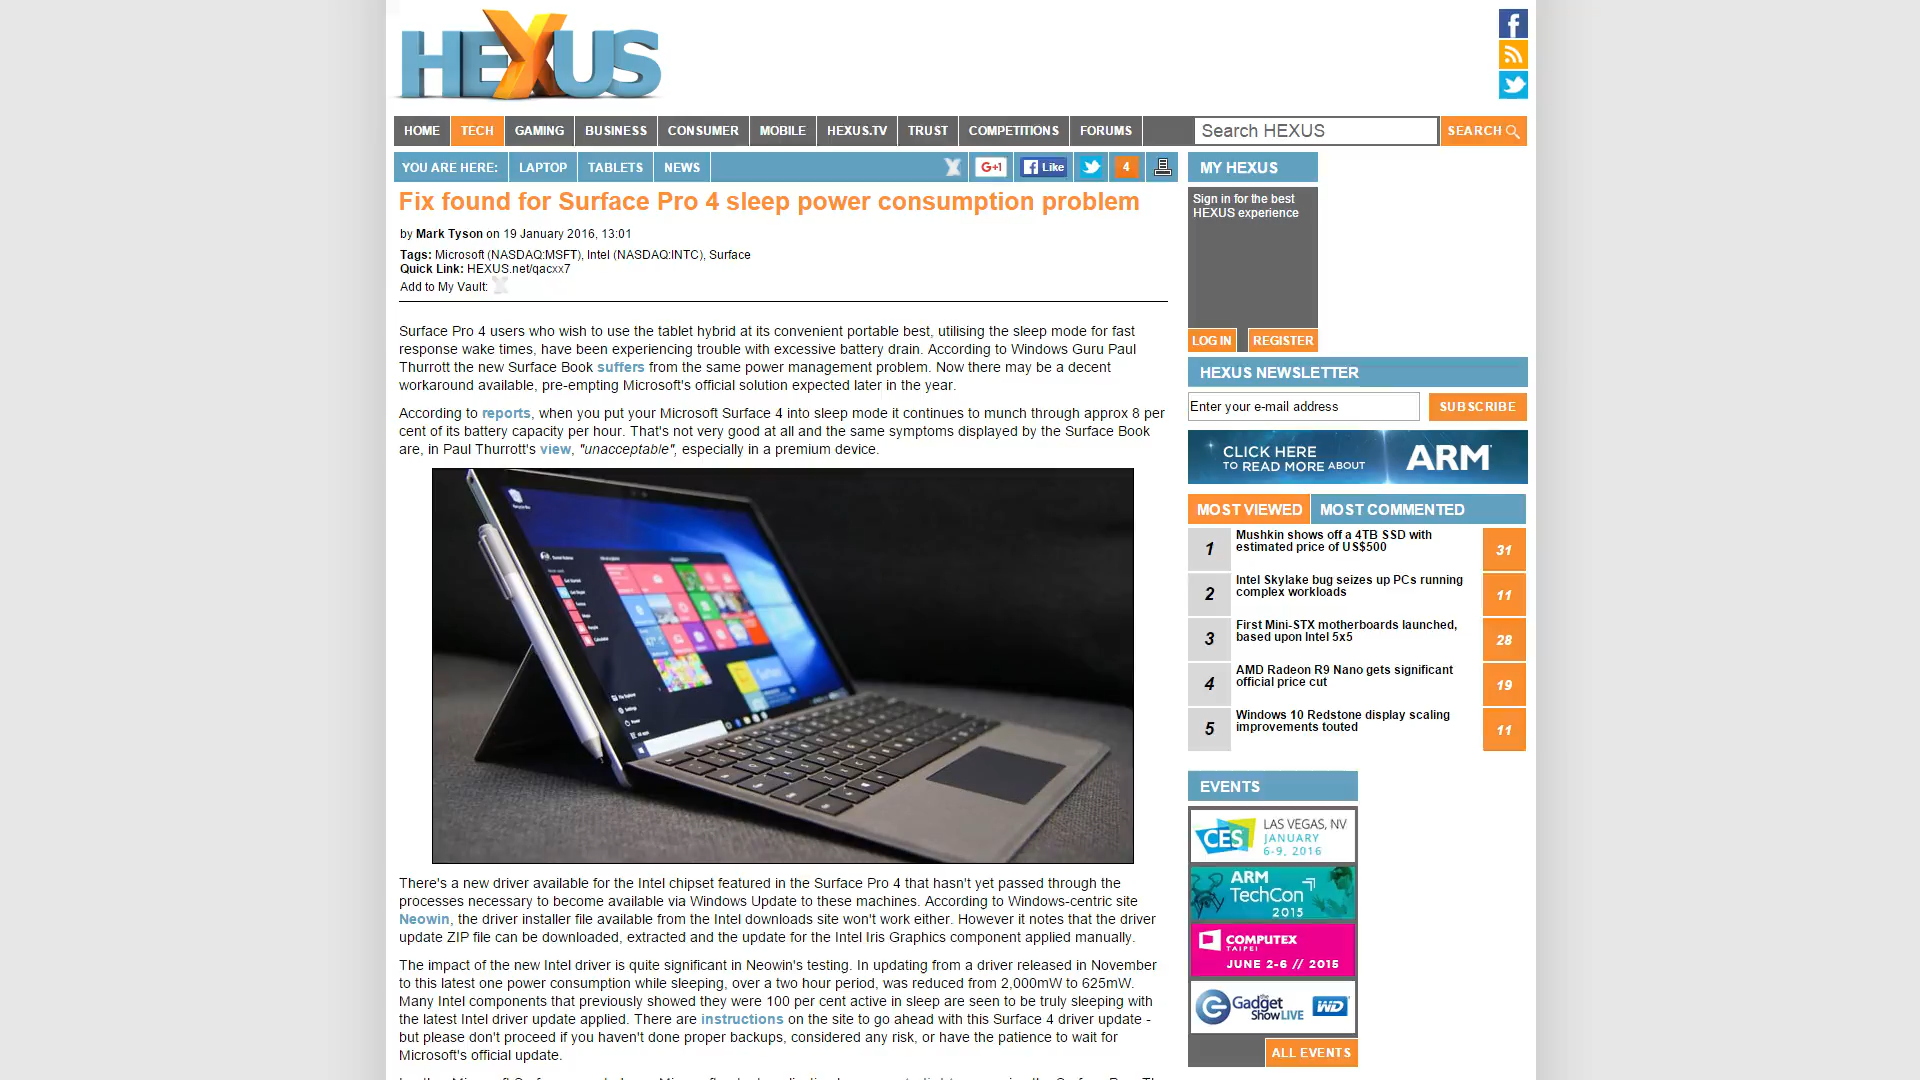 HEXUS
HOME TECH GAMING BUSINESS CONSUMER MOBILE HEXUS.TV TRUST COMPETITIONS FORUMS Search HEXUS SEARCH
YOU ARE HERE: LAPTOP TABLETS NEWS G+1 Like 4
Fix found for Surface Pro 4 sleep power consumption problem
by Mark Tyson on 19 January 2016, 13:01
Tags: Microsoft (NASDAQ:MSFT), Intel (NASDAQ:INTC), Surface
Quick Link: HEXUS.net/qacxx7
Add to My Vault:
Surface Pro 4 users who wish to use the tablet hybrid at its convenient portable best, utilising the sleep mode for fast
response wake times, have been experiencing trouble with excessive battery drain. According to Windows Guru Paul
Thurrott the new Surface Book suffers from the same power management problem. Now there may be a decent
workaround available, pre-empting Microsoft's official solution expected later in the year.
According to reports, when you put your Microsoft Surface 4 into sleep mode it continues to munch through approx 8 per
cent of its battery capacity per hour. That's not very good at all and the same symptoms displayed by the Surface Book
are, in Paul Thurrott's view, "unacceptable", especially in a premium device.
There's a new driver available for the Intel chipset featured in the Surface Pro 4 that hasn't yet passed through the
processes necessary to become available via Windows Update to these machines. According to Windows-centric site
Neowin, the driver installer file available from the Intel downloads site won't work either. However it notes that the driver
update ZIP file can be downloaded, extracted and the update for the Intel Iris Graphics component applied manually.
The impact of the new Intel driver is quite significant in Neowin's testing. In updating from a driver released in November
to this latest one power consumption while sleeping, over a two hour period, was reduced from 2,000mW to 625mW.
Many Intel components that previously showed they were 100 per cent active in sleep are seen to be truly sleeping with
the latest Intel driver update applied. There are instructions on the site to go ahead with this Surface 4 driver update -
but please don't proceed if you haven't done proper backups, considered any risk, or have the patience to wait for
Microsoft's official update.
MY HEXUS
Sign in for the best
HEXUS experience
LOG IN REGISTER
HEXUS NEWSLETTER
Enter your e-mail address SUBSCRIBE
CLICK HERE
TO READ MORE ABOUT
ARM
MOST VIEWED MOST COMMENTED
1 Mushkin shows off a 4TB SSD with
estimated price of US$500 31
2 Intel Skylake bug seizes up PCs running
complex workloads 11
3 First Mini-STX motherboards launched,
based upon Intel 5x5 28
4 AMD Radeon R9 Nano gets significant
official price cut 19
5 Windows 10 Redstone display scaling
improvements touted 11
EVENTS
CES LAS VEGAS, NV
JANUARY
6-9, 2016
ARM
TechCon
2015
COMPUTEX
TAIPEI
JUNE 2-6 // 2015
the Gadget
Show LIVE WD
ALL EVENTS